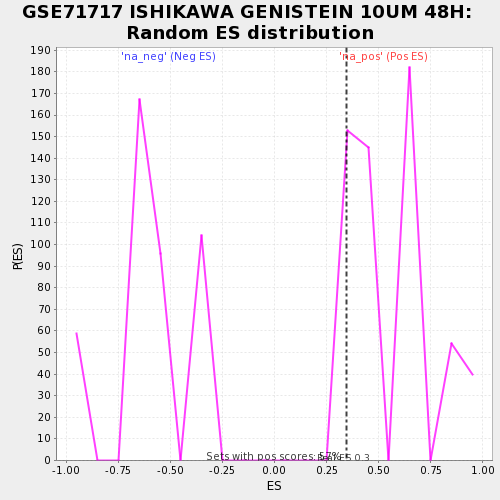 GSE71717 ISHIKAWA GENISTEIN 10UM 48H:
Random ES distribution
'na_neg' (Neg ES)
'na_pos' (Pos ES)
190
180
170
160
150
140
130
120
110
100
90
80
70
60
50
40
30
20
10
0
P(ES)
Sets with pos scores: 57%
-1.00 -0.75 -0.50 -0.25 0.00 0.25 0.50 0.75 1.00
ES